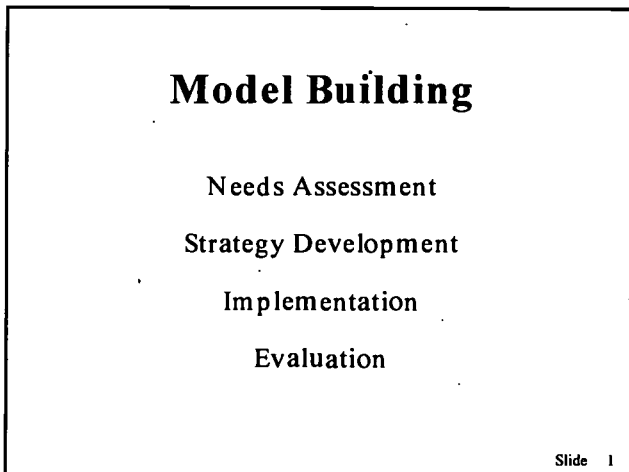 Model Building
Needs Assessment
Strategy Development
Implementation
Evaluation
Slide 1